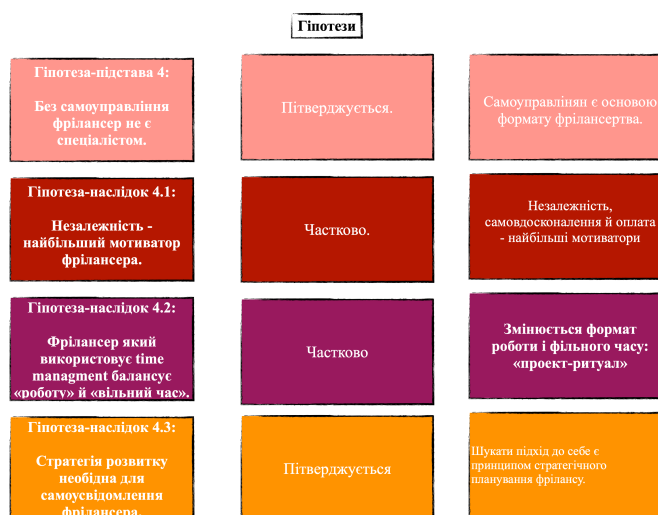 Гіпотези
Гіпотеза-підстава 4:
Без самоуправління
фрілансер не є
спеціалістом.
Пітверджується.
Самоуправлінян є основою
формату фрілансертва.
Гіпотеза-наслідок 4.1:
Незалежність -
найбільший мотиватор
фрілансера.
Частково.
Незалежність,
самовдосконалення й оплата
- найбільші мотиватори
Гіпотеза-наслідок 4.2:
Фрілансер який
використовує time
managment балансує
«роботу» й «вільний час».
Частково
Змінюється формат
роботи і фільного часу:
«проект-ритуал»
Гіпотеза-наслідок 4.3:
Стратегія розвитку
необідна для
самоусвідомлення
фрілансера.
Пітверджується
Шукати підхід до себе є
принципом стратегічного
планування фрілансу.